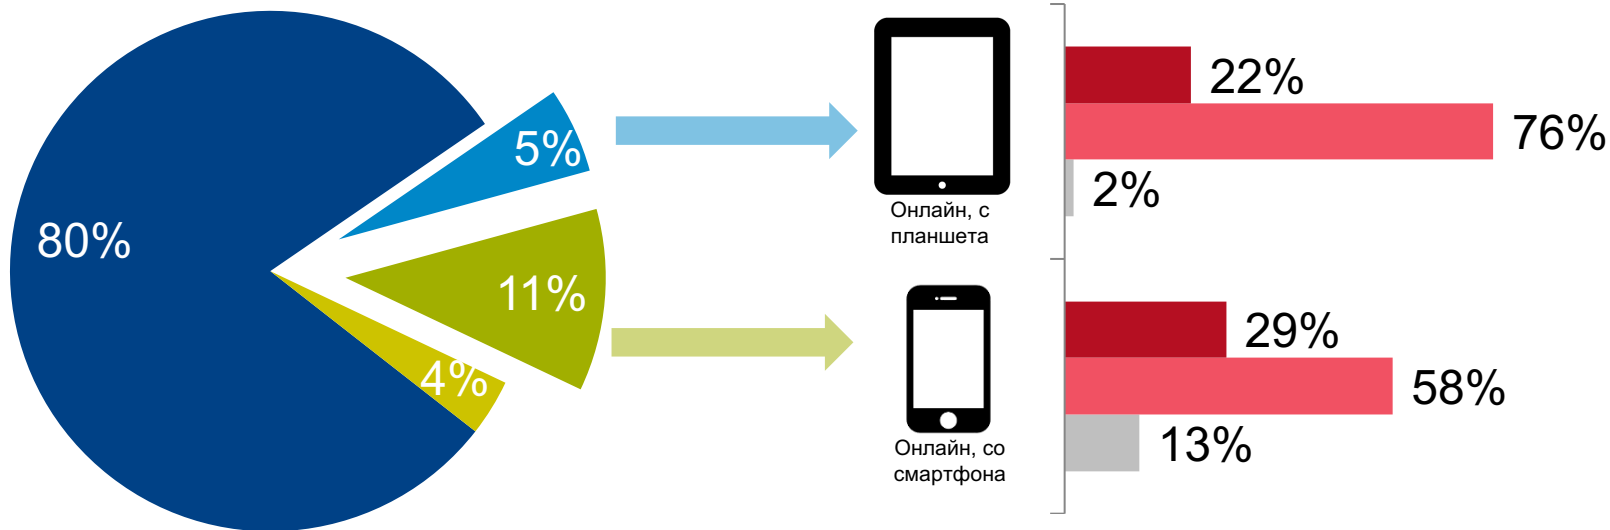 80%
5%
11%
4%
Онлайн, с
планшета
22%
76%
2%
Онлайн, со
смартфона
29%
58%
13%